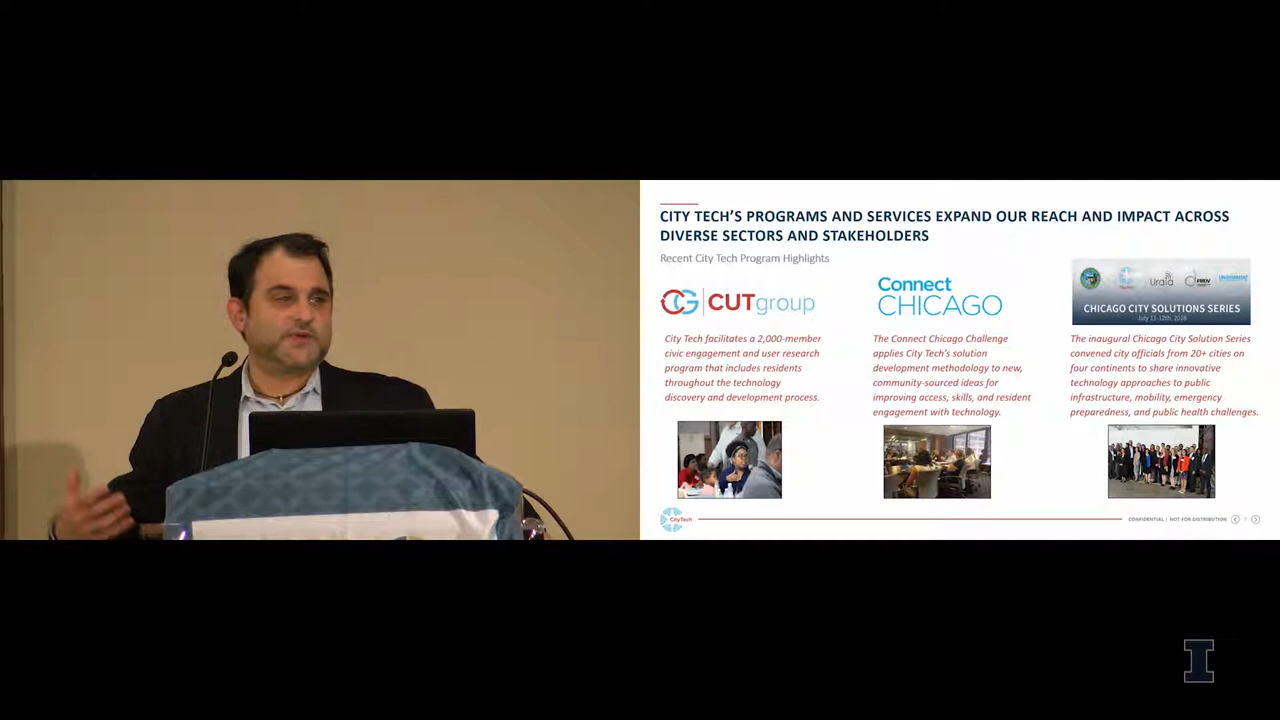 CITY TECH'S PROGRAMS AND SERVICES EXPAND OUR REACH AND IMPACT ACROSS
DIVERSE SECTORS AND STAKEHOLDERS
Recent City Tech Program Highlights
CG CUTgroup
City Tech facilitates a 2,000-member
civic engagement and user research
program that includes residents
throughout the technology
discovery and development process.
Connect
CHICAGO
The Connect Chicago Challenge
applies City Tech's solution
development methodology to new,
community-sourced ideas for
improving access, skills, and resident
engagement with technology.
Uraia
CHICAGO CITY SOLUTIONS SERIES
The inaugural Chicago City Solution Series
convened city officials from 20+ cities on
four continents to share innovative
technology approaches to public
infrastructure, mobility, emergency
preparedness, and public health challenges.
CityTech
CONFIDENTIAL | NOT FOR DISTRIBUTION
I